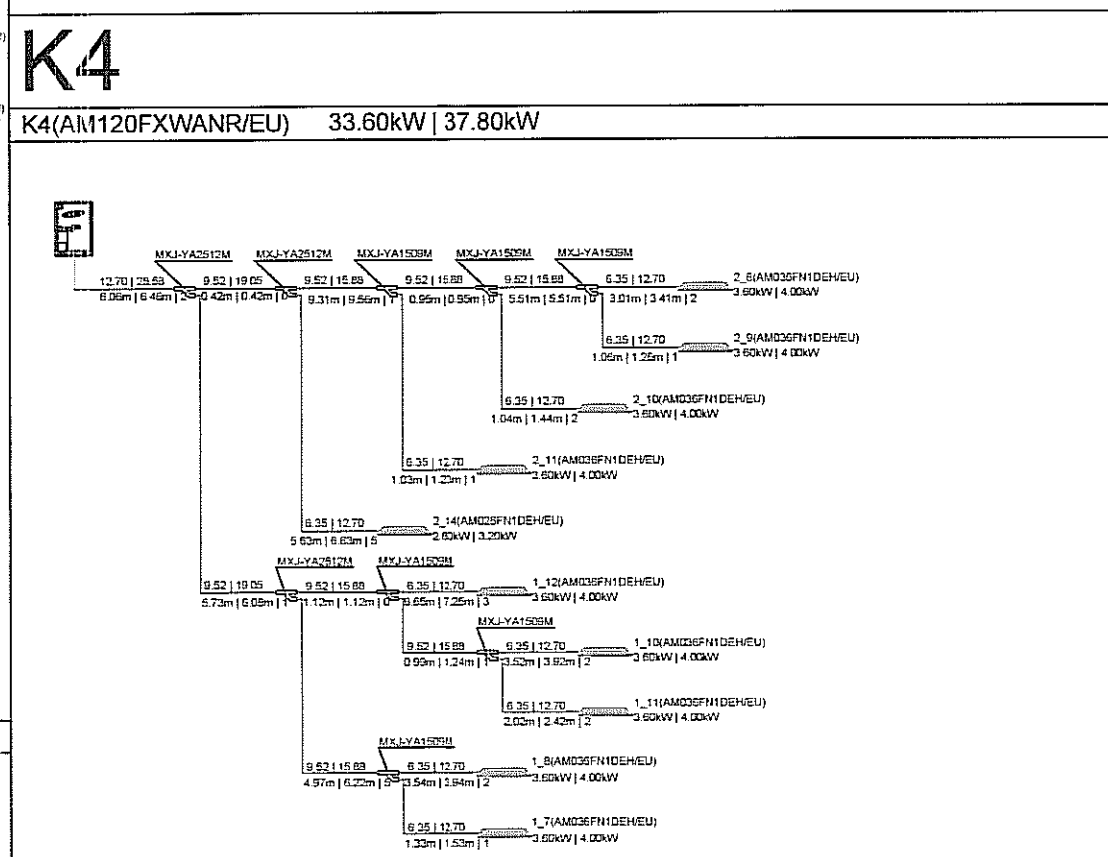 K4
K4(AM120FXWANR/EU) 33.60kW | 37.80kW
MXJ-YA2512M MXJ-YA2512M MXJ-YA1509M MXJ-YA1509M MXJ-YA1509M
12.70 | 28.58 9.52 | 19.05 9.52 | 15.88 9.52 | 15.88 9.52 | 15.88 6.35 | 12.70 2_8(AM036FN1DEH/EU)
6.06m | 6.46m | 2 0.42m | 0.42m | 0 9.31m | 9.56m | 1 0.95m | 0.95m | 0 5.51m | 5.51m | 0 3.01m | 3.41m | 2 3.60kW | 4.00kW
6.35 | 12.70 2_9(AM036FN1DEH/EU)
1.06m | 1.26m | 1 3.60kW | 4.00kW
6.35 | 12.70 2_10(AM036FN1DEH/EU)
1.04m | 1.44m | 2 3.60kW | 4.00kW
6.35 | 12.70 2_11(AM036FN1DEH/EU)
1.03m | 1.23m | 1 3.60kW | 4.00kW
6.35 | 12.70 2_14(AM028FN1DEH/EU)
5.63m | 6.63m | 5 2.80kW | 3.20kW
MXJ-YA2512M MXJ-YA1509M
9.52 | 19.05 9.52 | 15.88 6.35 | 12.70 1_12(AM036FN1DEH/EU)
5.73m | 1 1.12m | 1.12m | 0 6.65m | 7.25m | 3 3.60kW | 4.00kW
MXJ-YA1509M
9.52 | 15.88 6.35 | 12.70 1_10(AM036FN1DEH/EU)
0.99m | 1.24m | 1 3.52m | 3.92m | 2 3.60kW | 4.00kW
6.35 | 12.70 1_11(AM036FN1DEH/EU)
2.02m | 2.42m | 2 3.60kW | 4.00kW
MXJ-YA1509M
9.52 | 15.88 6.35 | 12.70 1_8(AM036FN1DEH/EU)
4.97m | 6.22m | 5 3.54m | 3.94m | 2 3.60kW | 4.00kW
6.35 | 12.70 1_7(AM036FN1DEH/EU)
1.33m | 1.53m | 1 3.60kW | 4.00kW